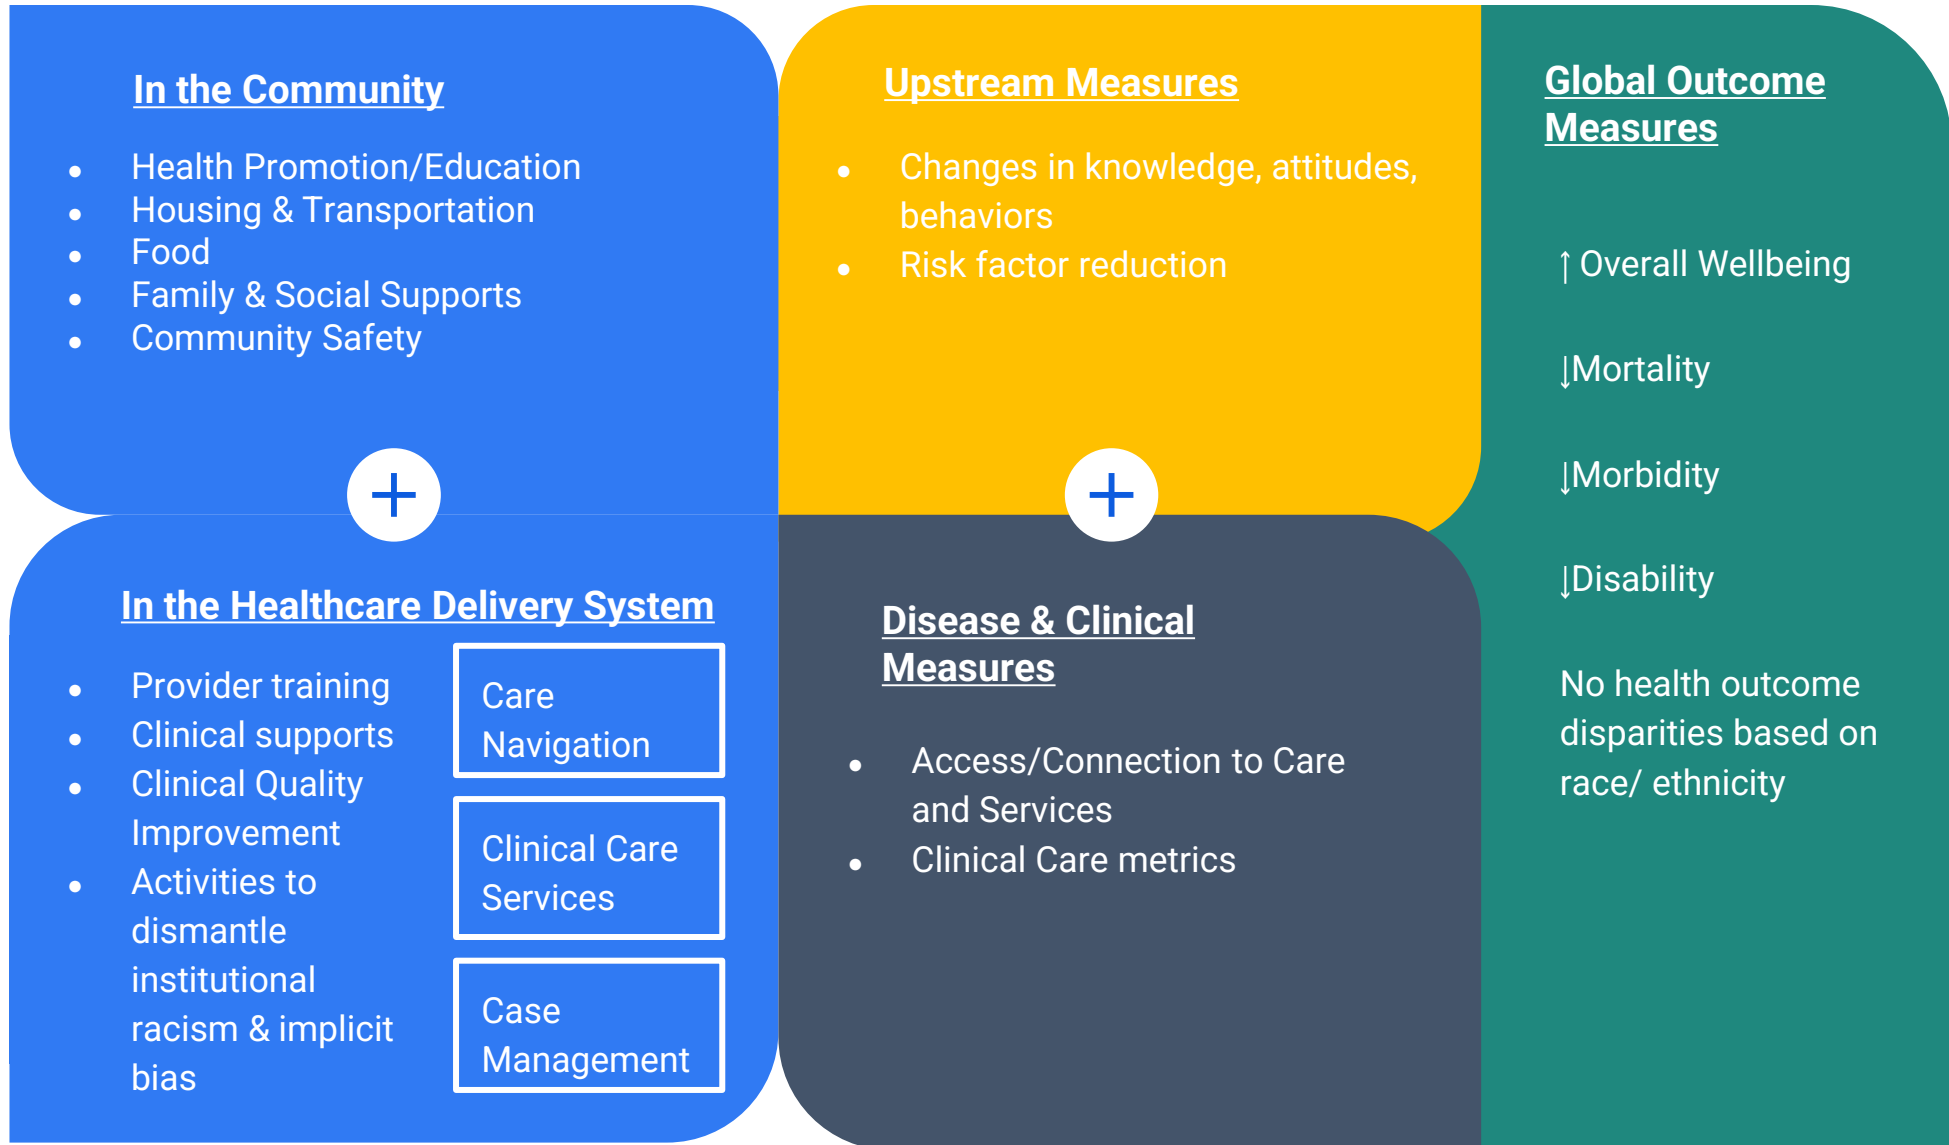 In the Community
● Health Promotion/Education
● Housing & Transportation
● Food
● Family & Social Supports
● Community Safety
+
In the Healthcare Delivery System
● Provider training
● Clinical supports
● Clinical Quality
Improvement
● Activities to
dismantle
institutional
racism & implicit
bias
Care
Navigation
Clinical Care
Services
Case
Management
Upstream Measures
● Changes in knowledge, attitudes,
behaviors
● Risk factor reduction
+
Disease & Clinical
Measures
● Access/Connection to Care
and Services
● Clinical Care metrics
Global Outcome
Measures
↑ Overall Wellbeing
↓Mortality
↓Morbidity
↓Disability
No health outcome
disparities based on
race/ ethnicity